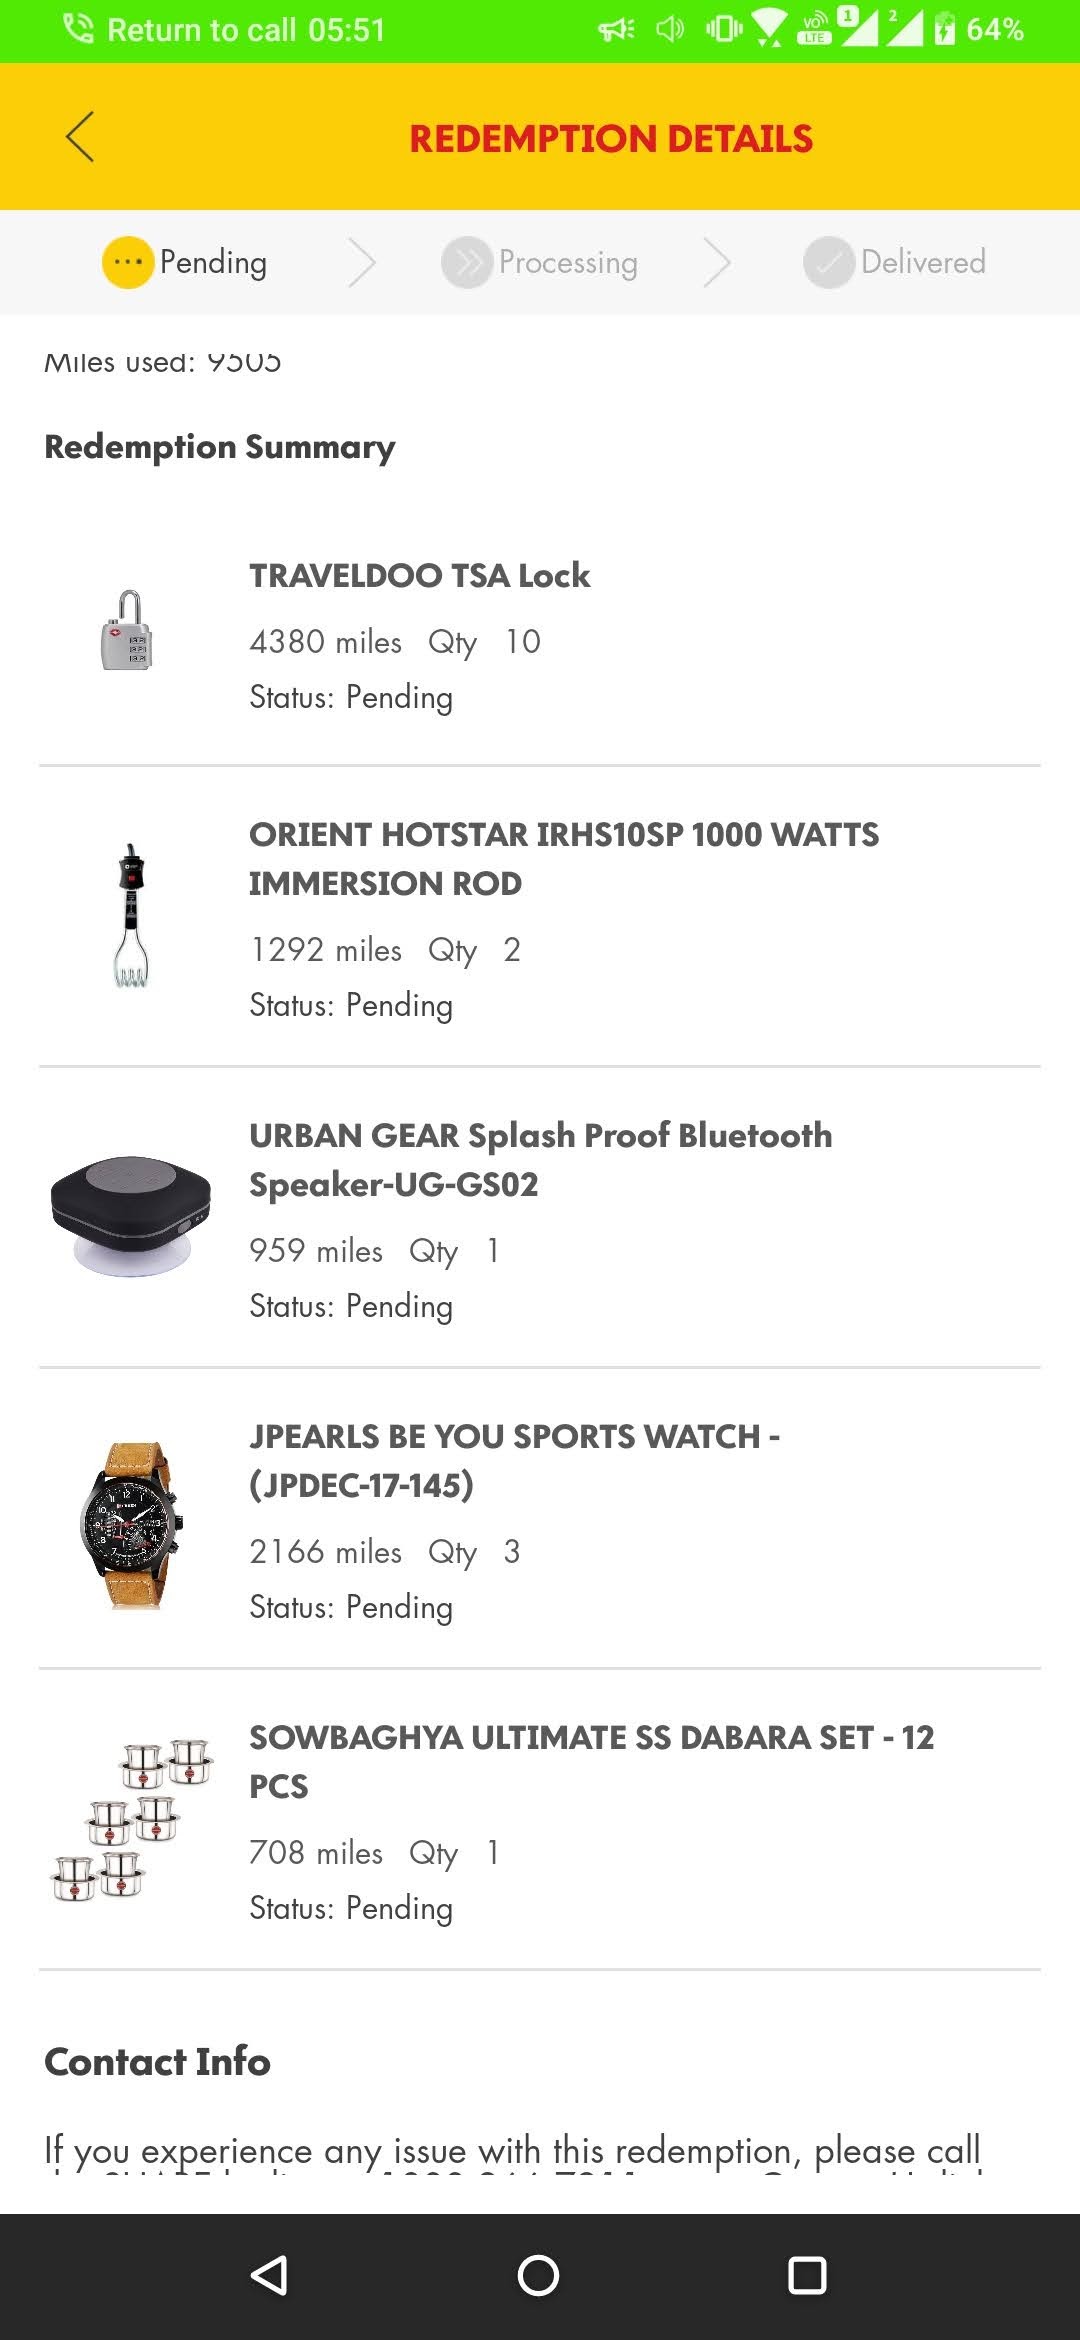 Return to call 05:51
VO LTE 1 2 64%
REDEMPTION DETAILS
Pending Processing Delivered
Miles used: 9505
Redemption Summary
TRAVELDOO TSA Lock
4380 miles Qty 10
Status: Pending
ORIENT HOTSTAR IRHS10SP 1000 WATTS
IMMERSION ROD
1292 miles Qty 2
Status: Pending
URBAN GEAR Splash Proof Bluetooth
Speaker-UG-GS02
959 miles Qty 1
Status: Pending
JPEARLS BE YOU SPORTS WATCH -
(JPDEC-17-145)
2166 miles Qty 3
Status: Pending
SOWBAGHYA ULTIMATE SS DABARA SET - 12
PCS
708 miles Qty 1
Status: Pending
Contact Info
If you experience any issue with this redemption, please call